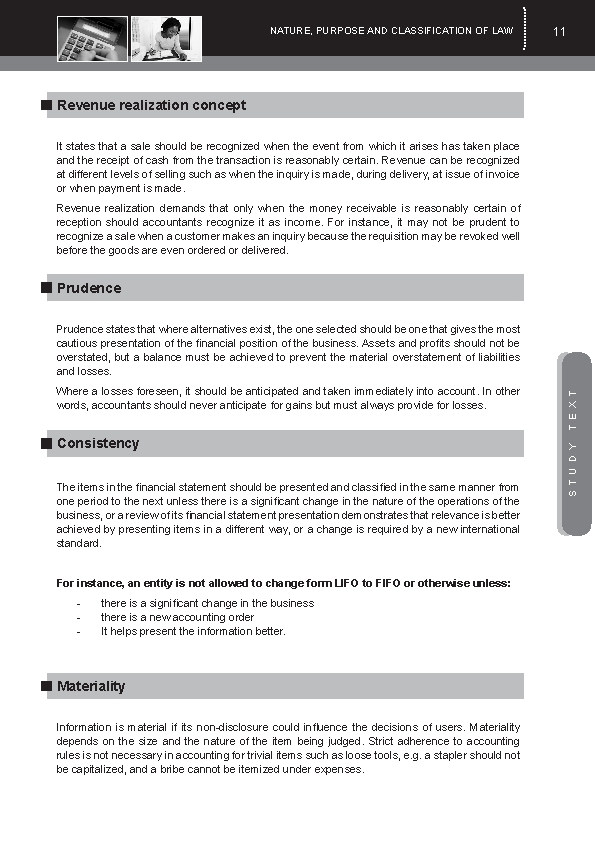 NATURE, PURPOSE AND CLASSIFICATION OF LAW
11
Revenue realization concept
It states that a sale should be recognized when the event from which it arises has taken place
and the receipt of cash from the transaction is reasonably certain. Revenue can be recognized
at different levels of selling such as when the inquiry is made, during delivery, at issue of invoice
or when payment is made.
Revenue realization demands that only when the money receivable is reasonably certain of
reception should accountants recognize it as income. For instance, it may not be prudent to
recognize a sale when a customer makes an inquiry because the requisition may be revoked well
before the goods are even ordered or delivered.
Prudence
Prudence states that where alternatives exist, the one selected should be one that gives the most
cautious presentation of the financial position of the business. Assets and profits should not be
overstated, but a balance must be achieved to prevent the material overstatement of liabilities
and losses.
Where a losses foreseen, it should be anticipated and taken immediately into account. In other
words, accountants should never anticipate for gains but must always provide for losses.
STUDY TEXT
Consistency
The items in the financial statement should be presented and classified in the same manner from
one period to the next unless there is a significant change in the nature of the operations of the
business, or a review of its financial statement presentation demonstrates that relevance is better
achieved by presenting items in a different way, or a change is required by a new international
standard.
For instance, an entity is not allowed to change form LIFO to FIFO or otherwise unless:
- there is a significant change in the business
- there is a new accounting order
- It helps present the information better.
Materiality
Information is material if its non-disclosure could influence the decisions of users. Materiality
depends on the size and the nature of the item being judged. Strict adherence to accounting
rules is not necessary in accounting for trivial items such as loose tools, e.g. a stapler should not
be capitalized, and a bribe cannot be itemized under expenses.